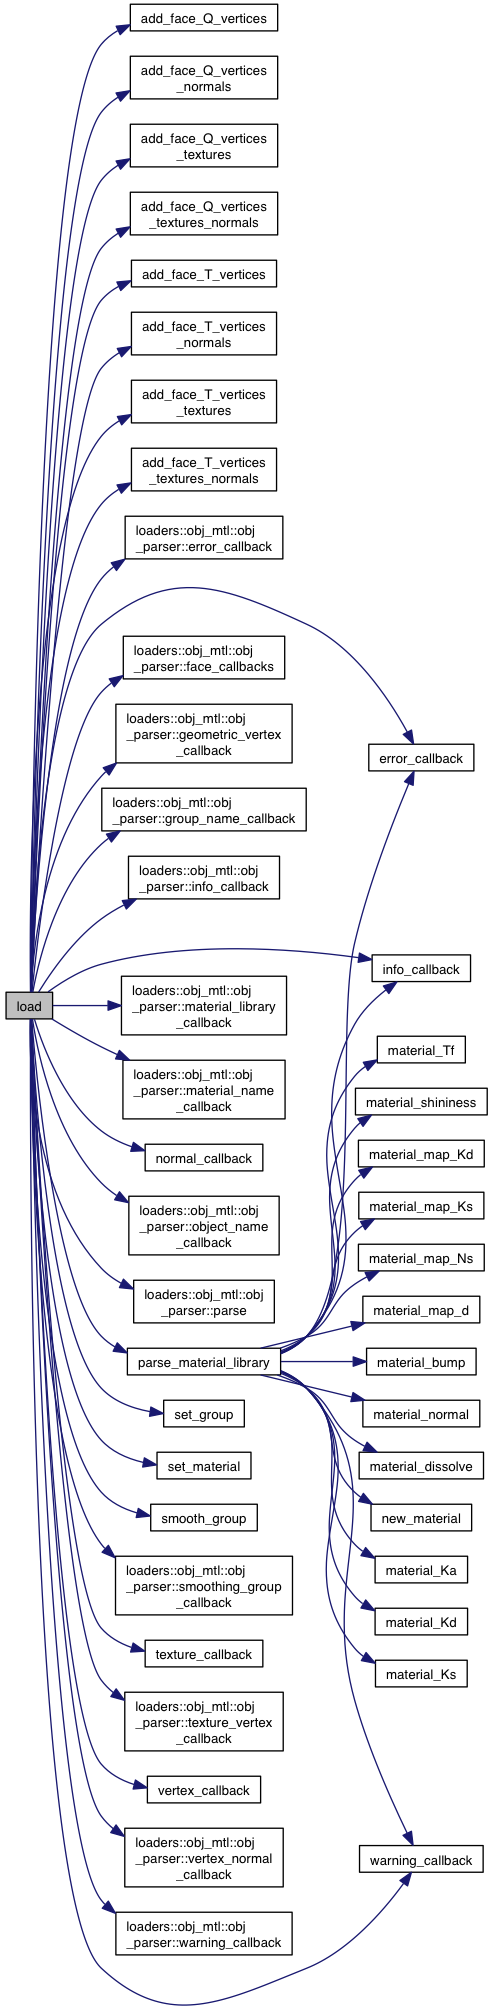 add_face_Q_vertices
add_face_Q_vertices
_normals
add_face_Q_vertices
_textures
add_face_Q_vertices
_textures_normals
add_face_T_vertices
add_face_T_vertices
_normals
add_face_T_vertices
_textures
add_face_T_vertices
_textures_normals
loaders::obj_mtl::obj
_parser::error_callback
loaders::obj_mtl::obj
_parser::face_callbacks
loaders::obj_mtl::obj
_parser::geometric_vertex
_callback
loaders::obj_mtl::obj
_parser::group_name_callback
loaders::obj_mtl::obj
_parser::info_callback
load
loaders::obj_mtl::obj
_parser::material_library
_callback
loaders::obj_mtl::obj
_parser::material_name
_callback
normal_callback
loaders::obj_mtl::obj
_parser::object_name
_callback
loaders::obj_mtl::obj
_parser::parse
parse_material_library
set_group
set_material
smooth_group
loaders::obj_mtl::obj
_parser::smoothing_group
_callback
texture_callback
loaders::obj_mtl::obj
_parser::texture_vertex
_callback
vertex_callback
loaders::obj_mtl::obj
_parser::vertex_normal
_callback
loaders::obj_mtl::obj
_parser::warning_callback
error_callback
info_callback
material_Tf
material_shininess
material_map_Kd
material_map_Ks
material_map_Ns
material_map_d
material_bump
material_normal
material_dissolve
new_material
material_Ka
material_Kd
material_Ks
warning_callback